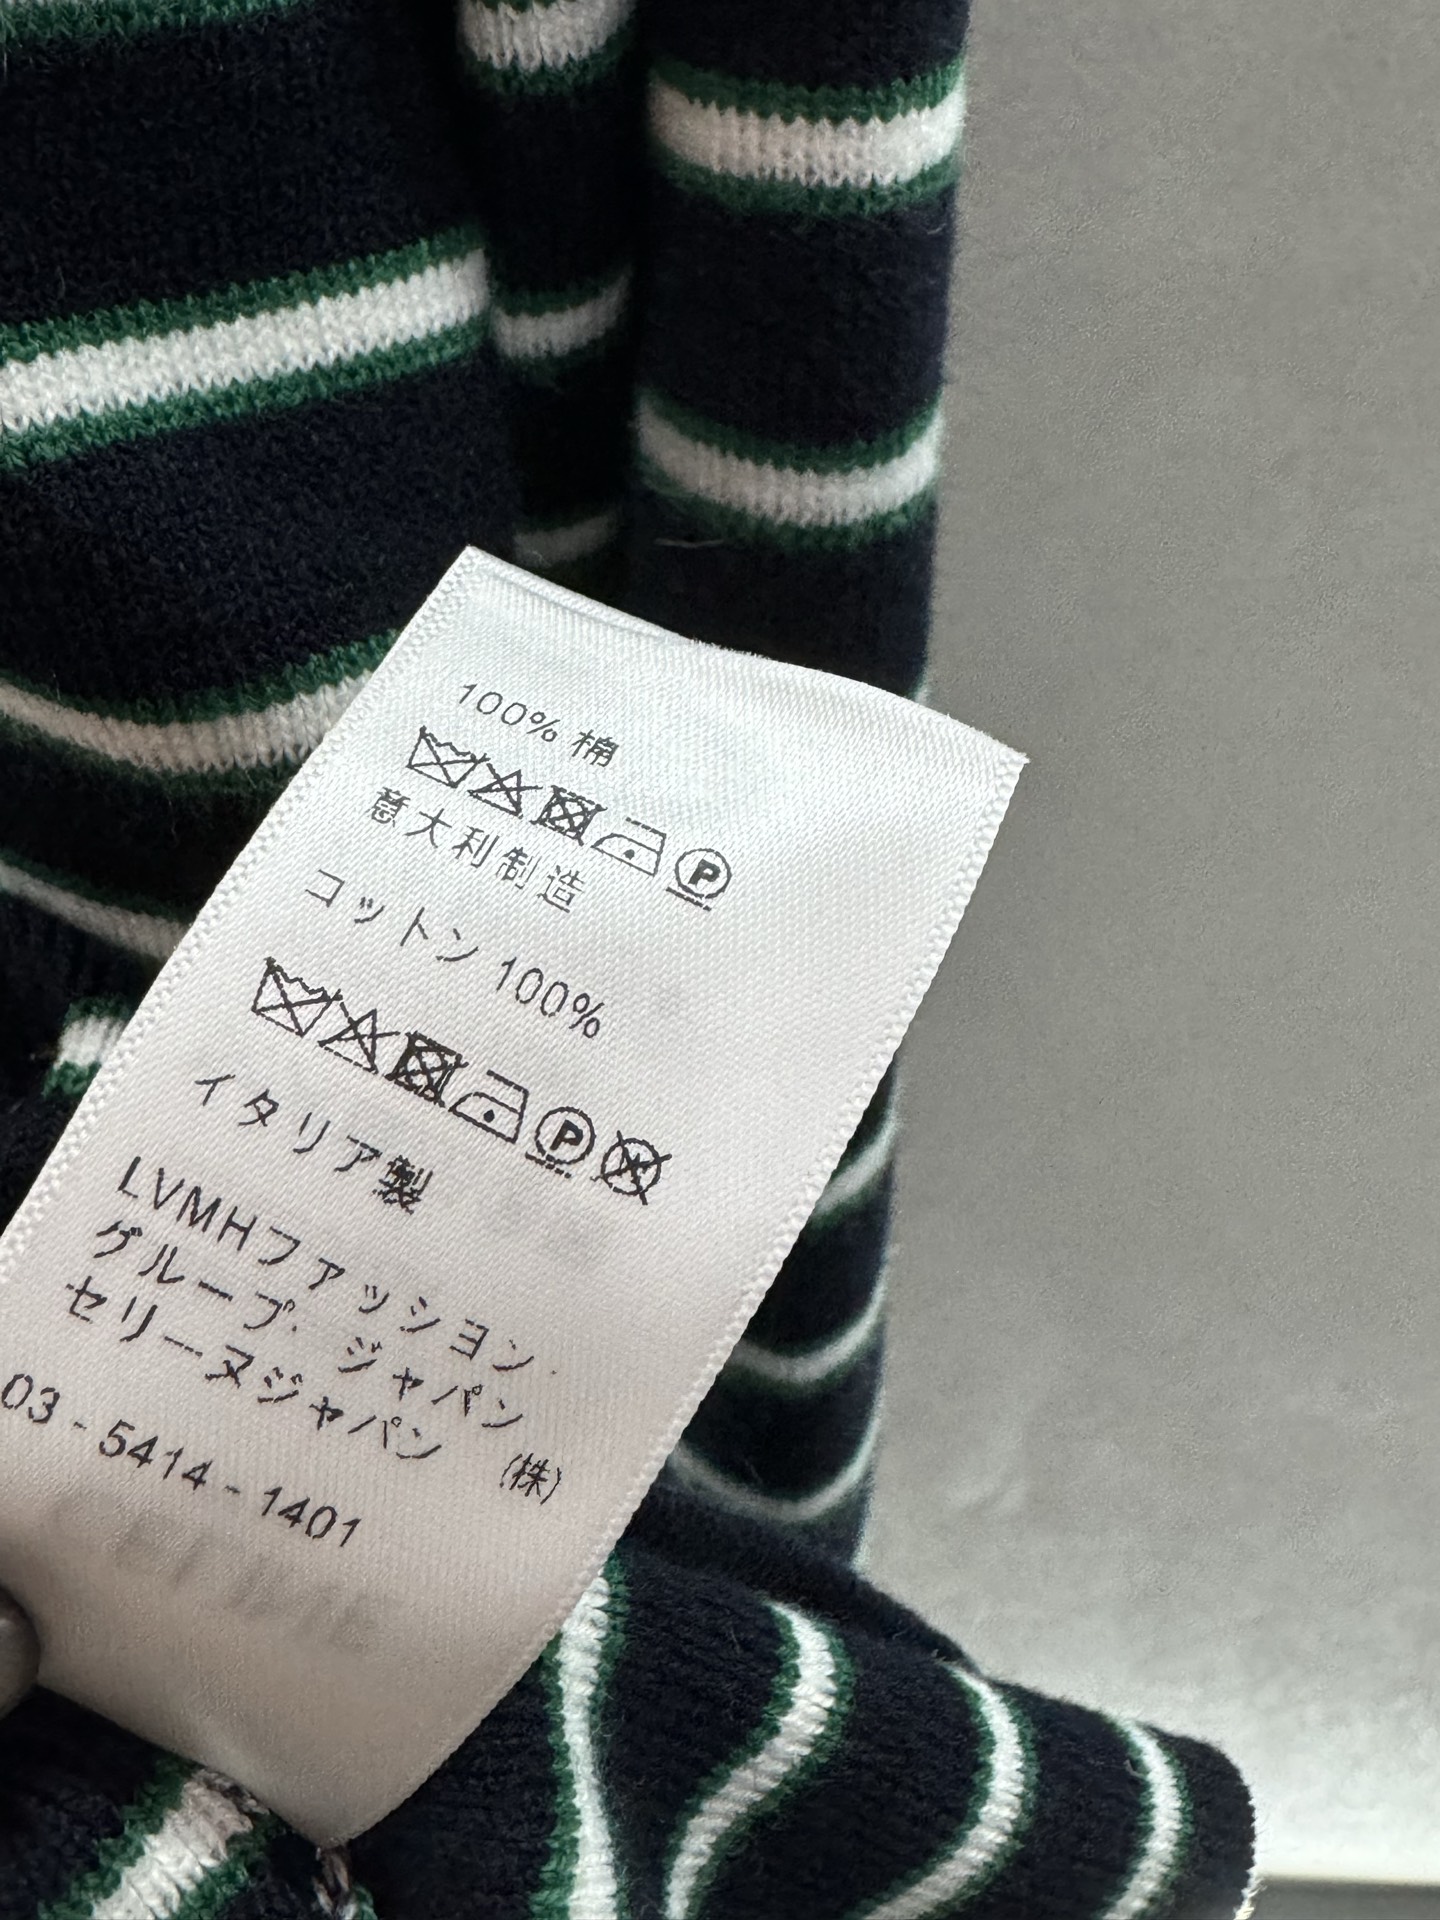 100% 棉
意大利制造
コットン 100%
イタリア製
LVMHファッション・
グループ・ジャパン
セリーヌジャパン (株)
03-5414-1401